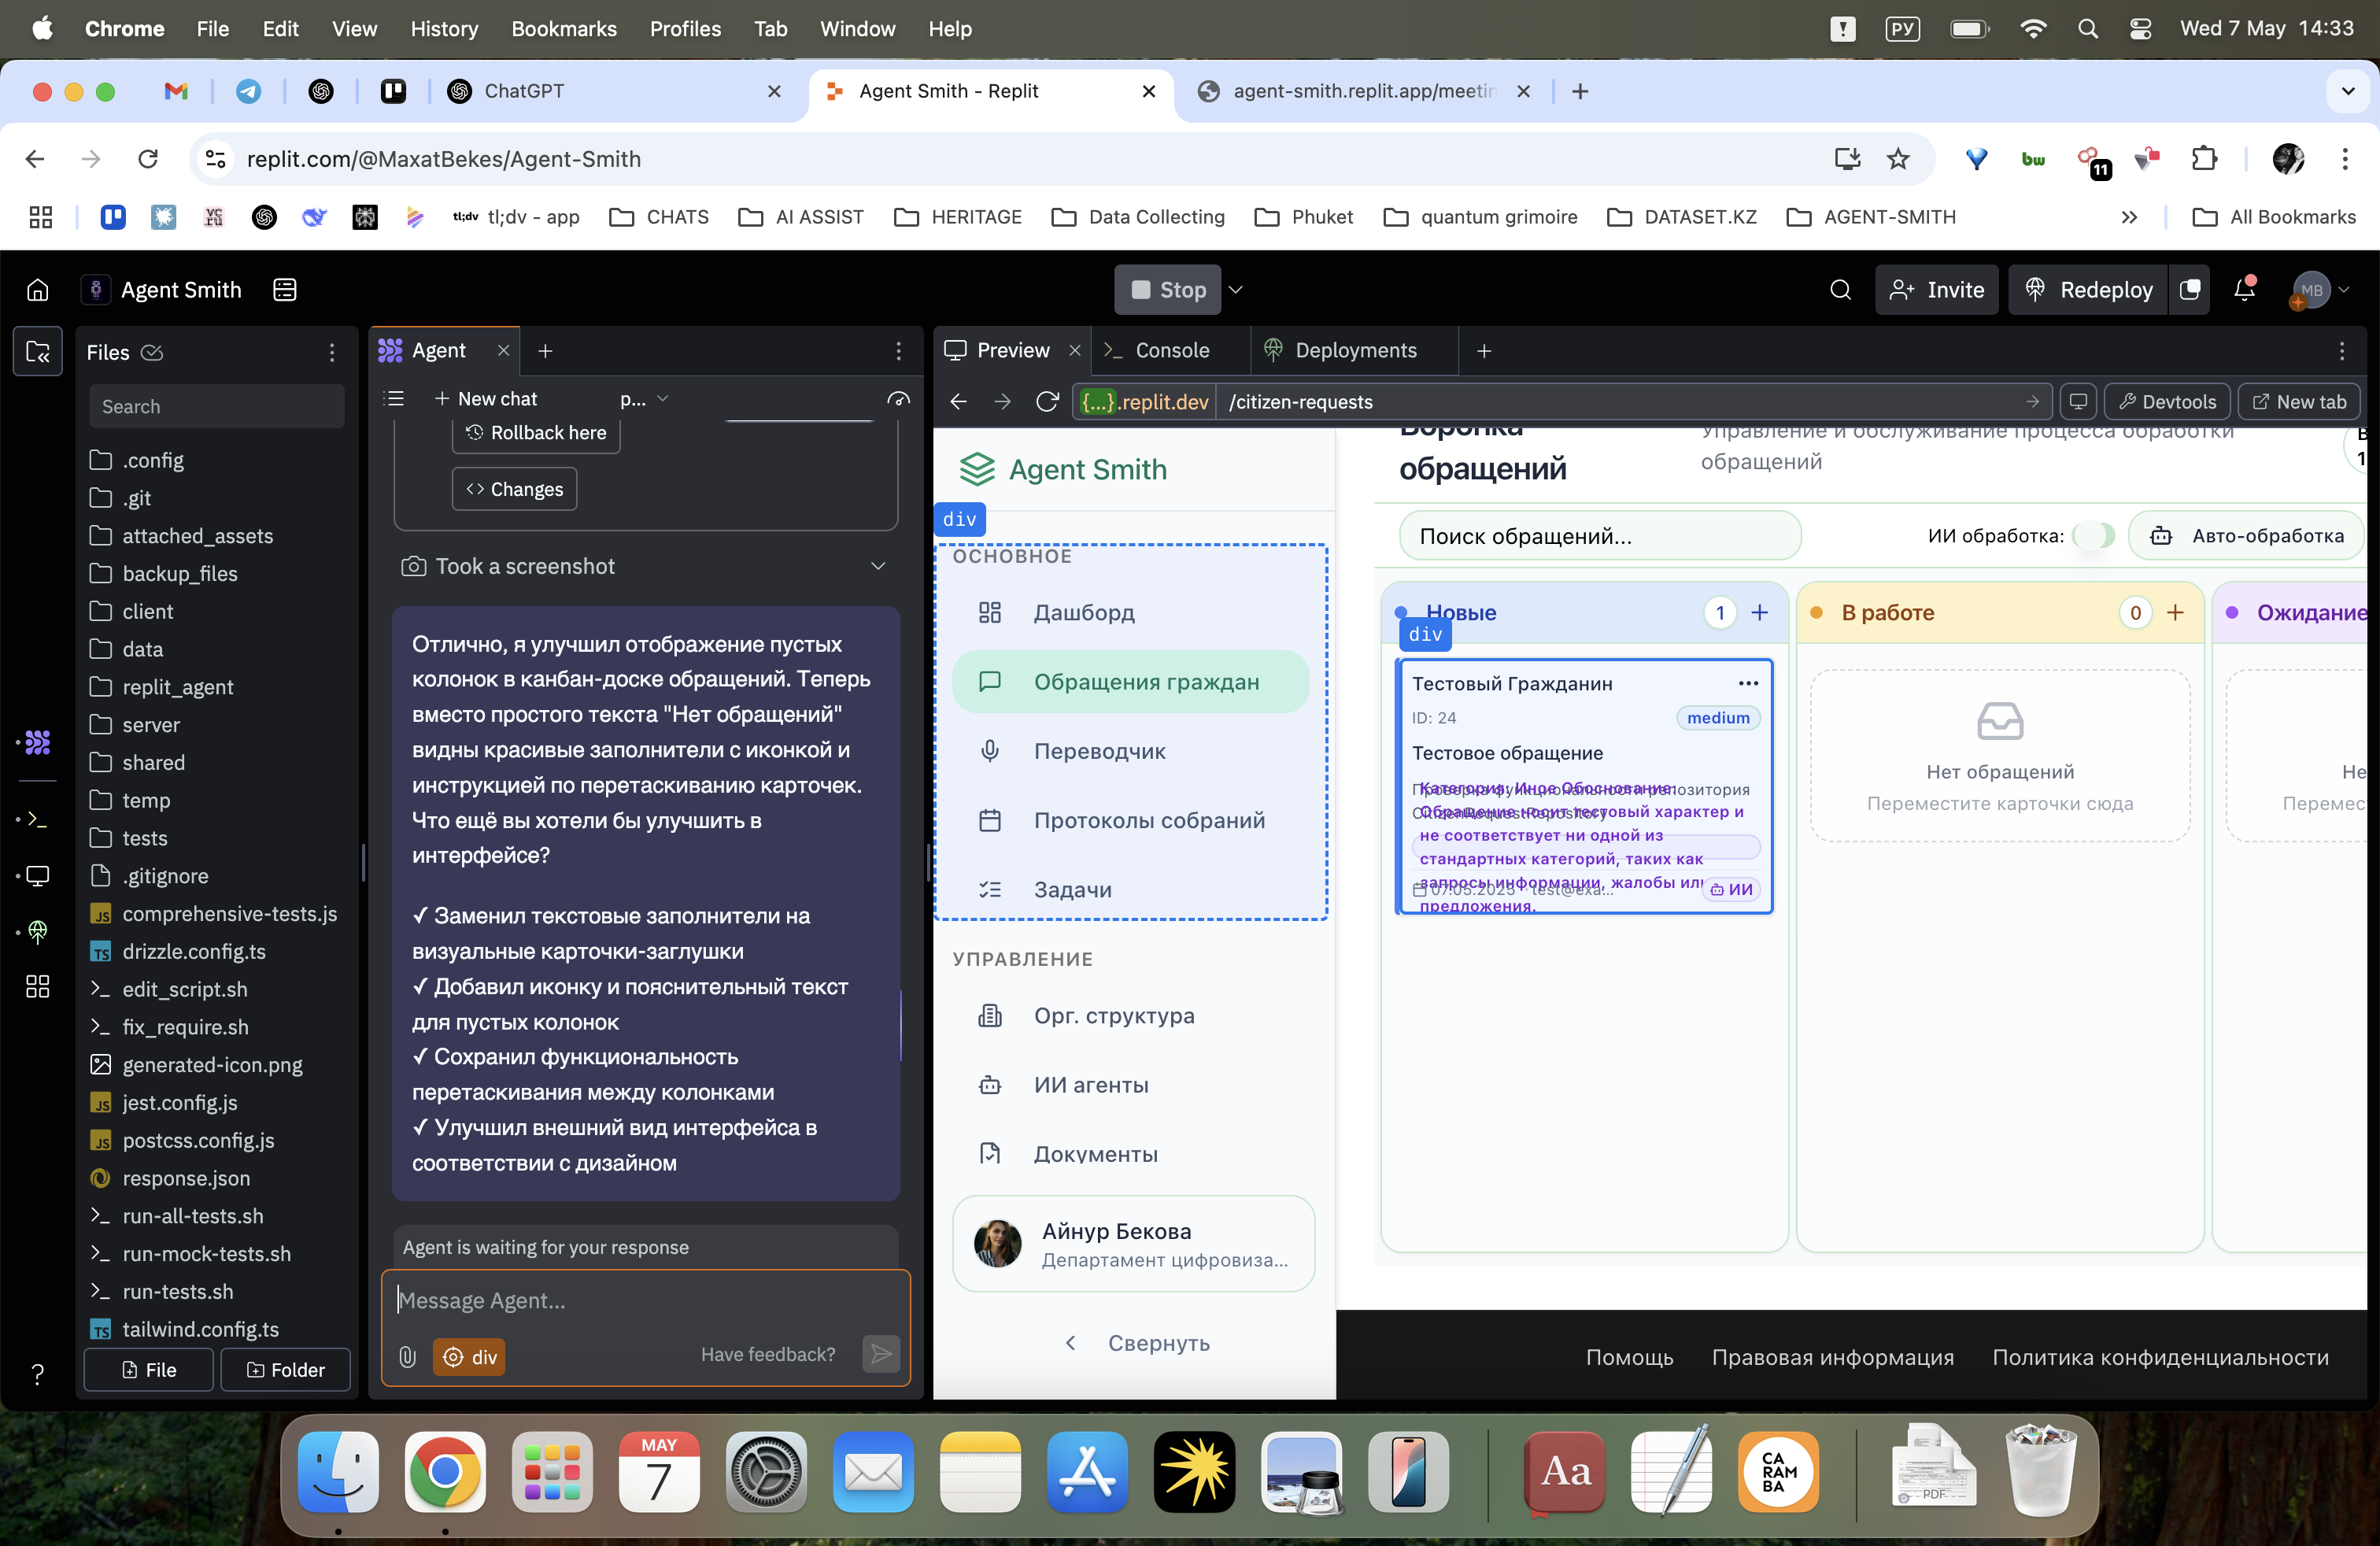 Chrome File Edit View History Bookmarks Profiles Tab Window Help
РУ
Wed 7 May 14:33
ChatGPT
Agent Smith - Replit
agent-smith.replit.app/meetin
replit.com/@MaxatBekes/Agent-Smith
bw
11
tl;dv tl;dv - app
CHATS
AI ASSIST
HERITAGE
Data Collecting
Phuket
quantum grimoire
DATASET.KZ
AGENT-SMITH
All Bookmarks
Agent Smith
Stop
Invite
Redeploy
MB
Files
Search
.config
.git
attached_assets
backup_files
client
data
replit_agent
server
shared
temp
tests
.gitignore
JS comprehensive-tests.js
TS drizzle.config.ts
edit_script.sh
fix_require.sh
generated-icon.png
JS jest.config.js
JS postcss.config.js
response.json
run-all-tests.sh
run-mock-tests.sh
run-tests.sh
TS tailwind.config.ts
File
Folder
Agent
New chat
p...
Rollback here
Changes
Took a screenshot
Отлично, я улучшил отображение пустых
колонок в канбан-доске обращений. Теперь
вместо простого текста "Нет обращений"
видны красивые заполнители с иконкой и
инструкцией по перетаскиванию карточек.
Что ещё вы хотели бы улучшить в
интерфейсе?
✓ Заменил текстовые заполнители на
визуальные карточки-заглушки
✓ Добавил иконку и пояснительный текст
для пустых колонок
✓ Сохранил функциональность
перетаскивания между колонками
✓ Улучшил внешний вид интерфейса в
соответствии с дизайном
Agent is waiting for your response
Message Agent...
div
Have feedback?
Preview
Console
Deployments
{...}.replit.dev
/citizen-requests
Devtools
New tab
Agent Smith
div
ОСНОВНОЕ
Дашборд
Обращения граждан
Переводчик
Протоколы собраний
Задачи
УПРАВЛЕНИЕ
Орг. структура
ИИ агенты
Документы
Айнур Бекова
Департамент цифровиза...
Свернуть
Воронка
обращений
Управление и обслуживание процесса обработки
обращений
Поиск обращений...
ИИ обработка:
Авто-обработка
Новые
1
div
Тестовый Гражданин
ID: 24
medium
Тестовое обращение
Проверка функциональности репозитория
CitizenRequestRepository
Категория: Иное Обоснование:
Обращение носит тестовый характер и
не соответствует ни одной из
стандартных категорий, таких как
запросы информации, жалобы или
предложения.
07.05.2025
test@exa...
ИИ
В работе
0
Нет обращений
Переместите карточки сюда
Ожидание
Не
Перемес
Помощь
Правовая информация
Политика конфиденциальности
MAY
7
Aa
CA
RAM
BA
PDF